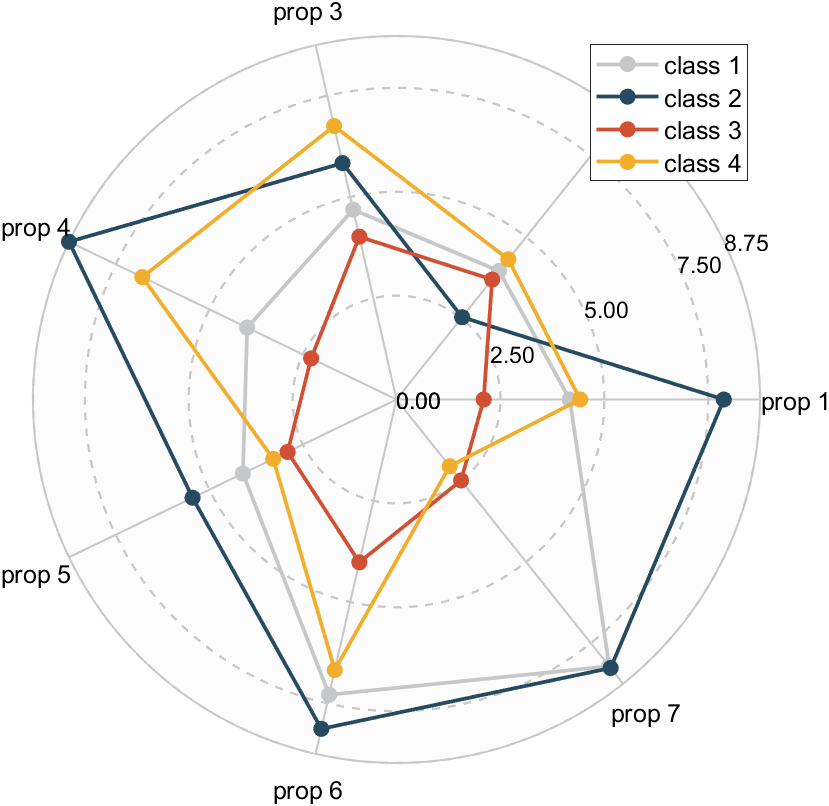 prop 3
class 1
class 2
class 3
class 4
prop 4
8.75
7.50
5.00
2.50
0.00
prop 1
prop 5
prop 7
prop 6